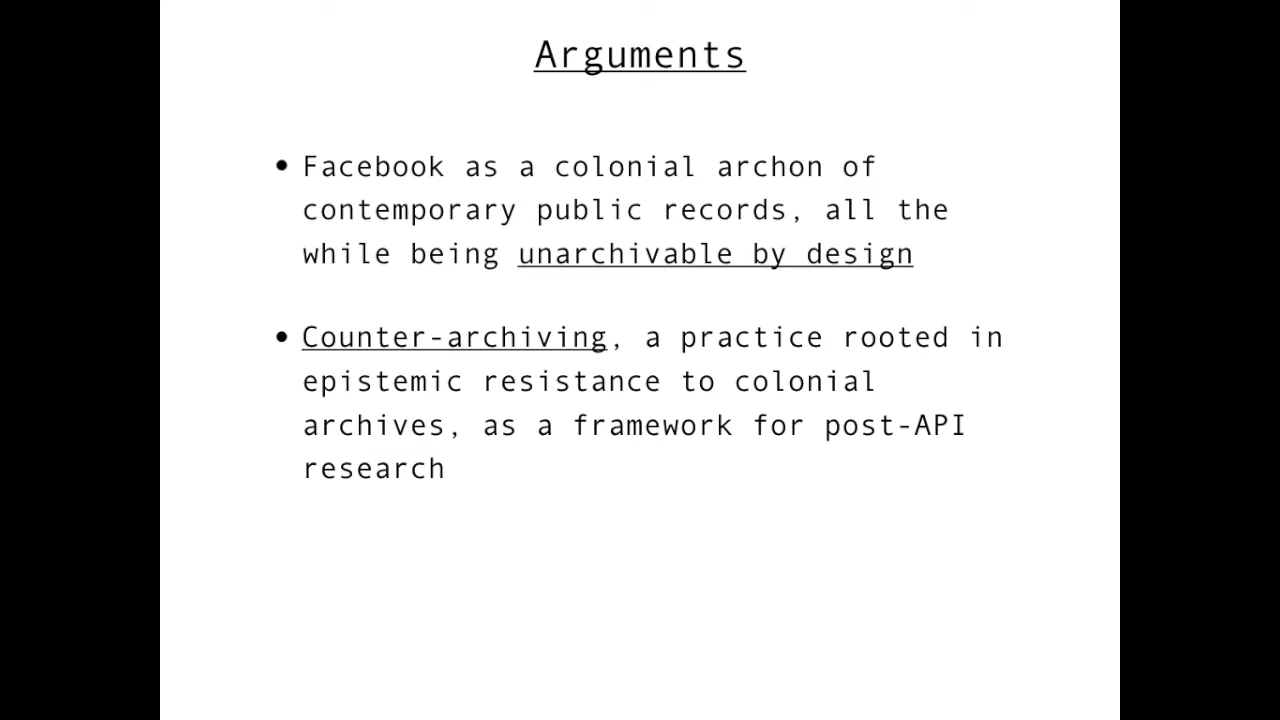 Arguments
• Facebook as a colonial archon of
contemporary public records, all the
while being unarchivable by design
• Counter-archiving, a practice rooted in
epistemic resistance to colonial
archives, as a framework for post-API
research